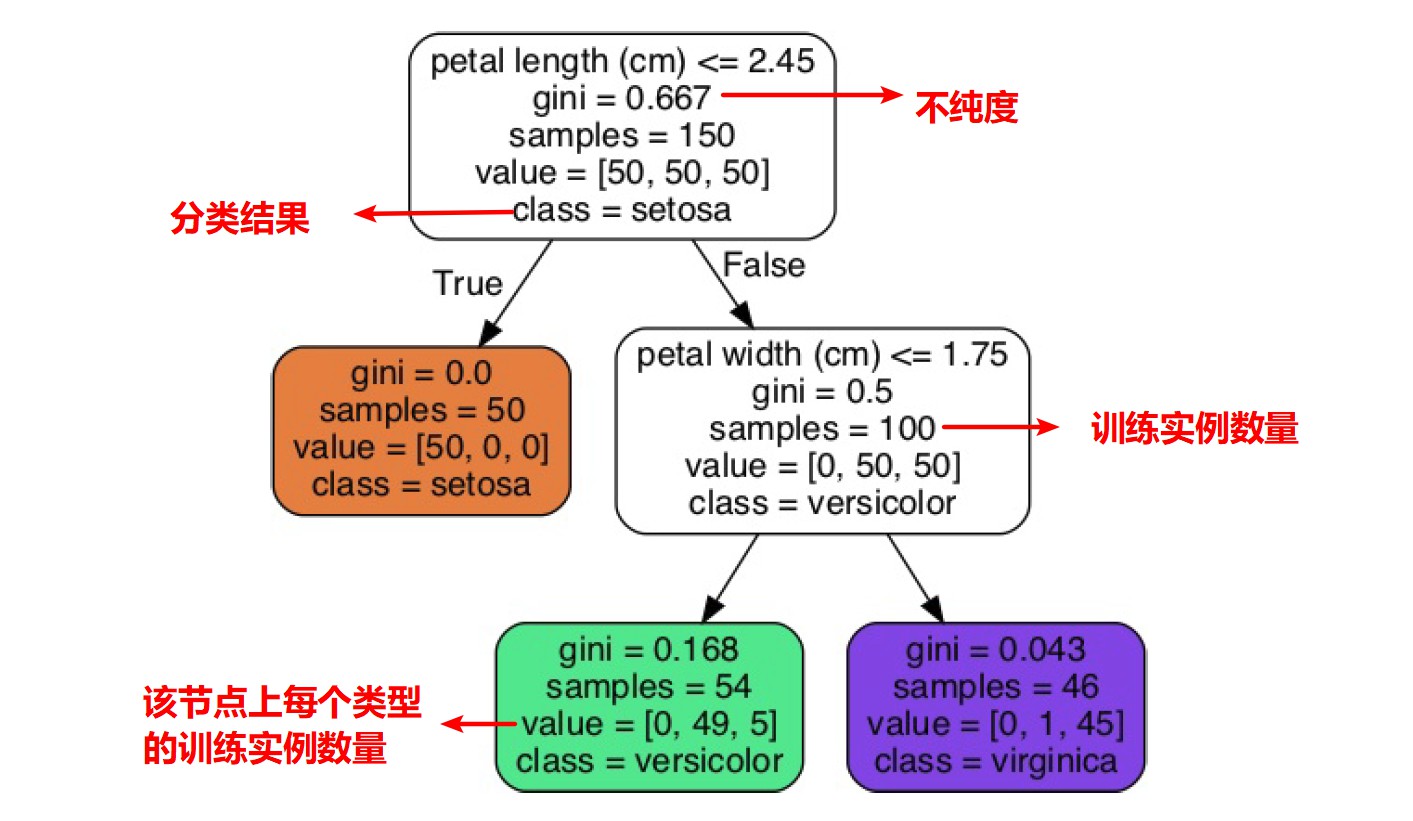 petal length (cm) <= 2.45
gini = 0.667
不纯度
samples = 150
value = [50, 50, 50]
分类结果
class = setosa
True
False
gini = 0.0
samples = 50
value = [50, 0, 0]
class = setosa
petal width (cm) <= 1.75
gini = 0.5
samples = 100
训练实例数量
value = [0, 50, 50]
class = versicolor
该节点上每个类型
的训练实例数量
gini = 0.168
samples = 54
value = [0, 49, 5]
class = versicolor
gini = 0.043
samples = 46
value = [0, 1, 45]
class = virginica